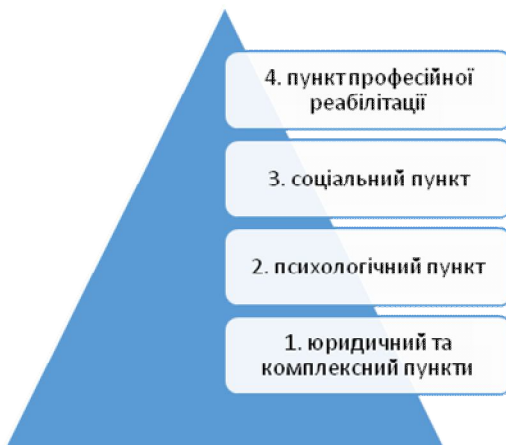 4. пункт професійної
реабілітації
3. соціальний пункт
2. психологічний пункт
1. юридичний та
комплексний пункти